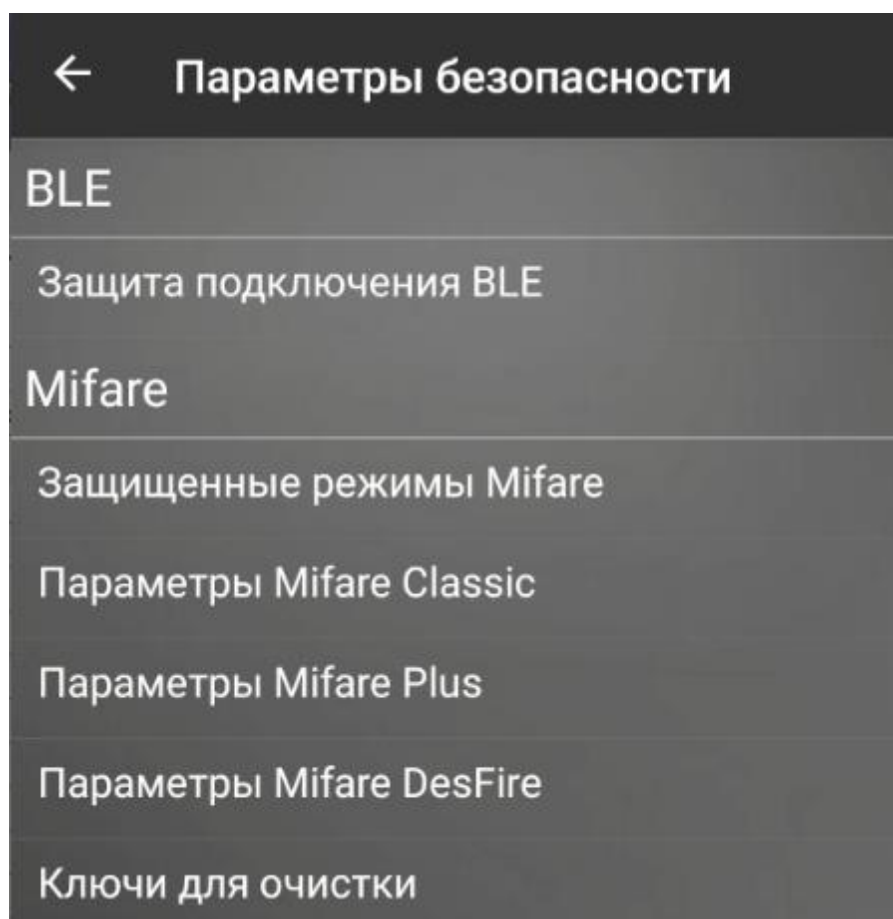 Параметры безопасности
BLE
Защита подключения BLE
Mifare
Защищенные режимы Mifare
Параметры Mifare Classic
Параметры Mifare Plus
Параметры Mifare DesFire
Ключи для очистки